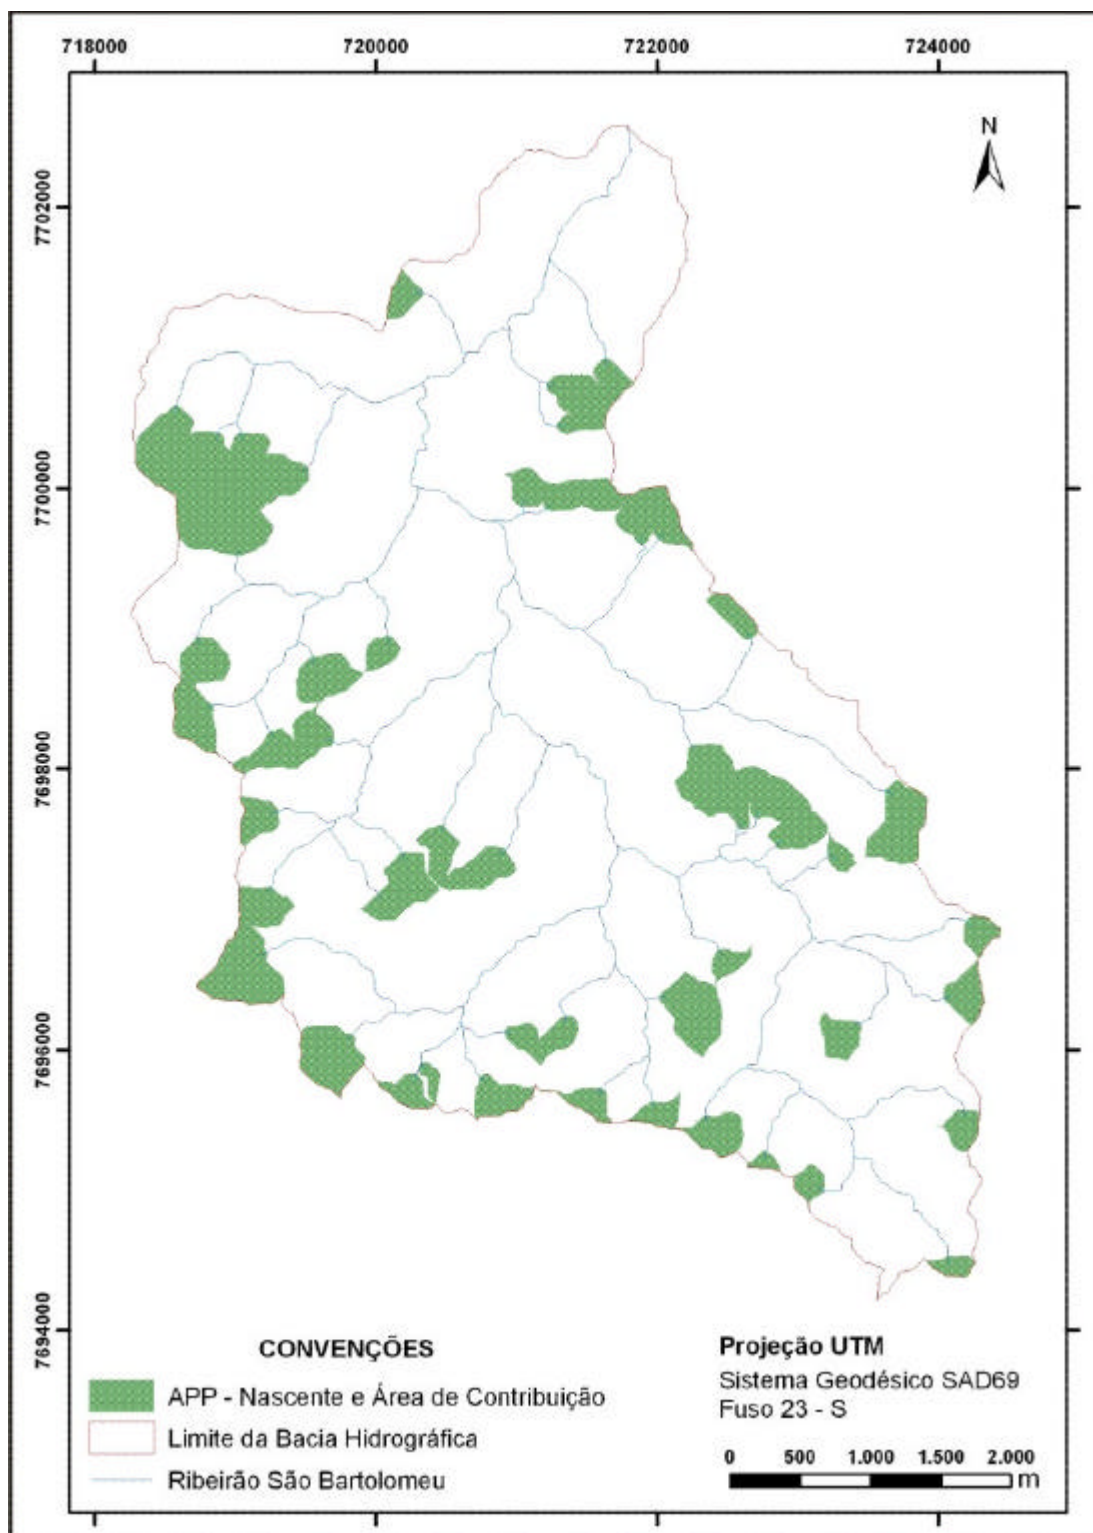 718000 720000 722000 724000
N
7702000
7700000
7698000
7696000
7694000
CONVENÇÕES
APP - Nascente e Área de Contribuição
Limite da Bacia Hidrográfica
Ribeirão São Bartolomeu
Projeção UTM
Sistema Geodésico SAD69
Fuso 23 - S
0 500 1.000 1.500 2.000
m